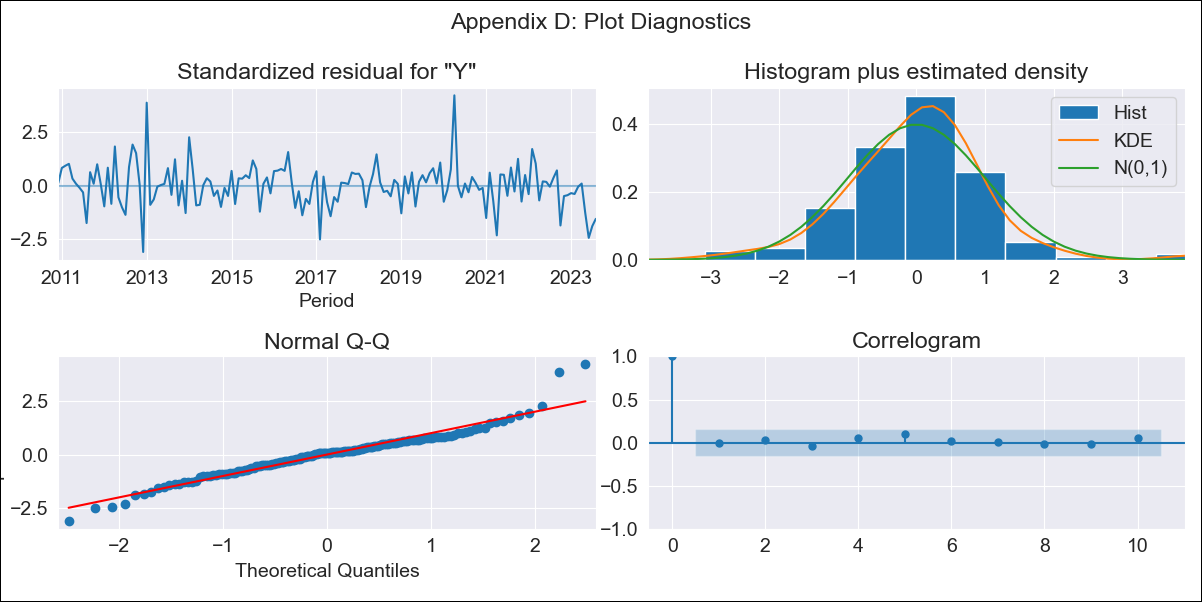 Appendix D: Plot Diagnostics
Standardized residual for "Y"
2.5
0.0
−2.5
2011 2013 2015 2017 2019 2021 2023
Period
Histogram plus estimated density
0.4
0.2
0.0
Hist
KDE
N(0,1)
−3 −2 −1 0 1 2 3
Normal Q-Q
2.5
0.0
−2.5
−2 −1 0 1 2
Theoretical Quantiles
Correlogram
1.0
0.5
0.0
−0.5
−1.0
0 2 4 6 8 10